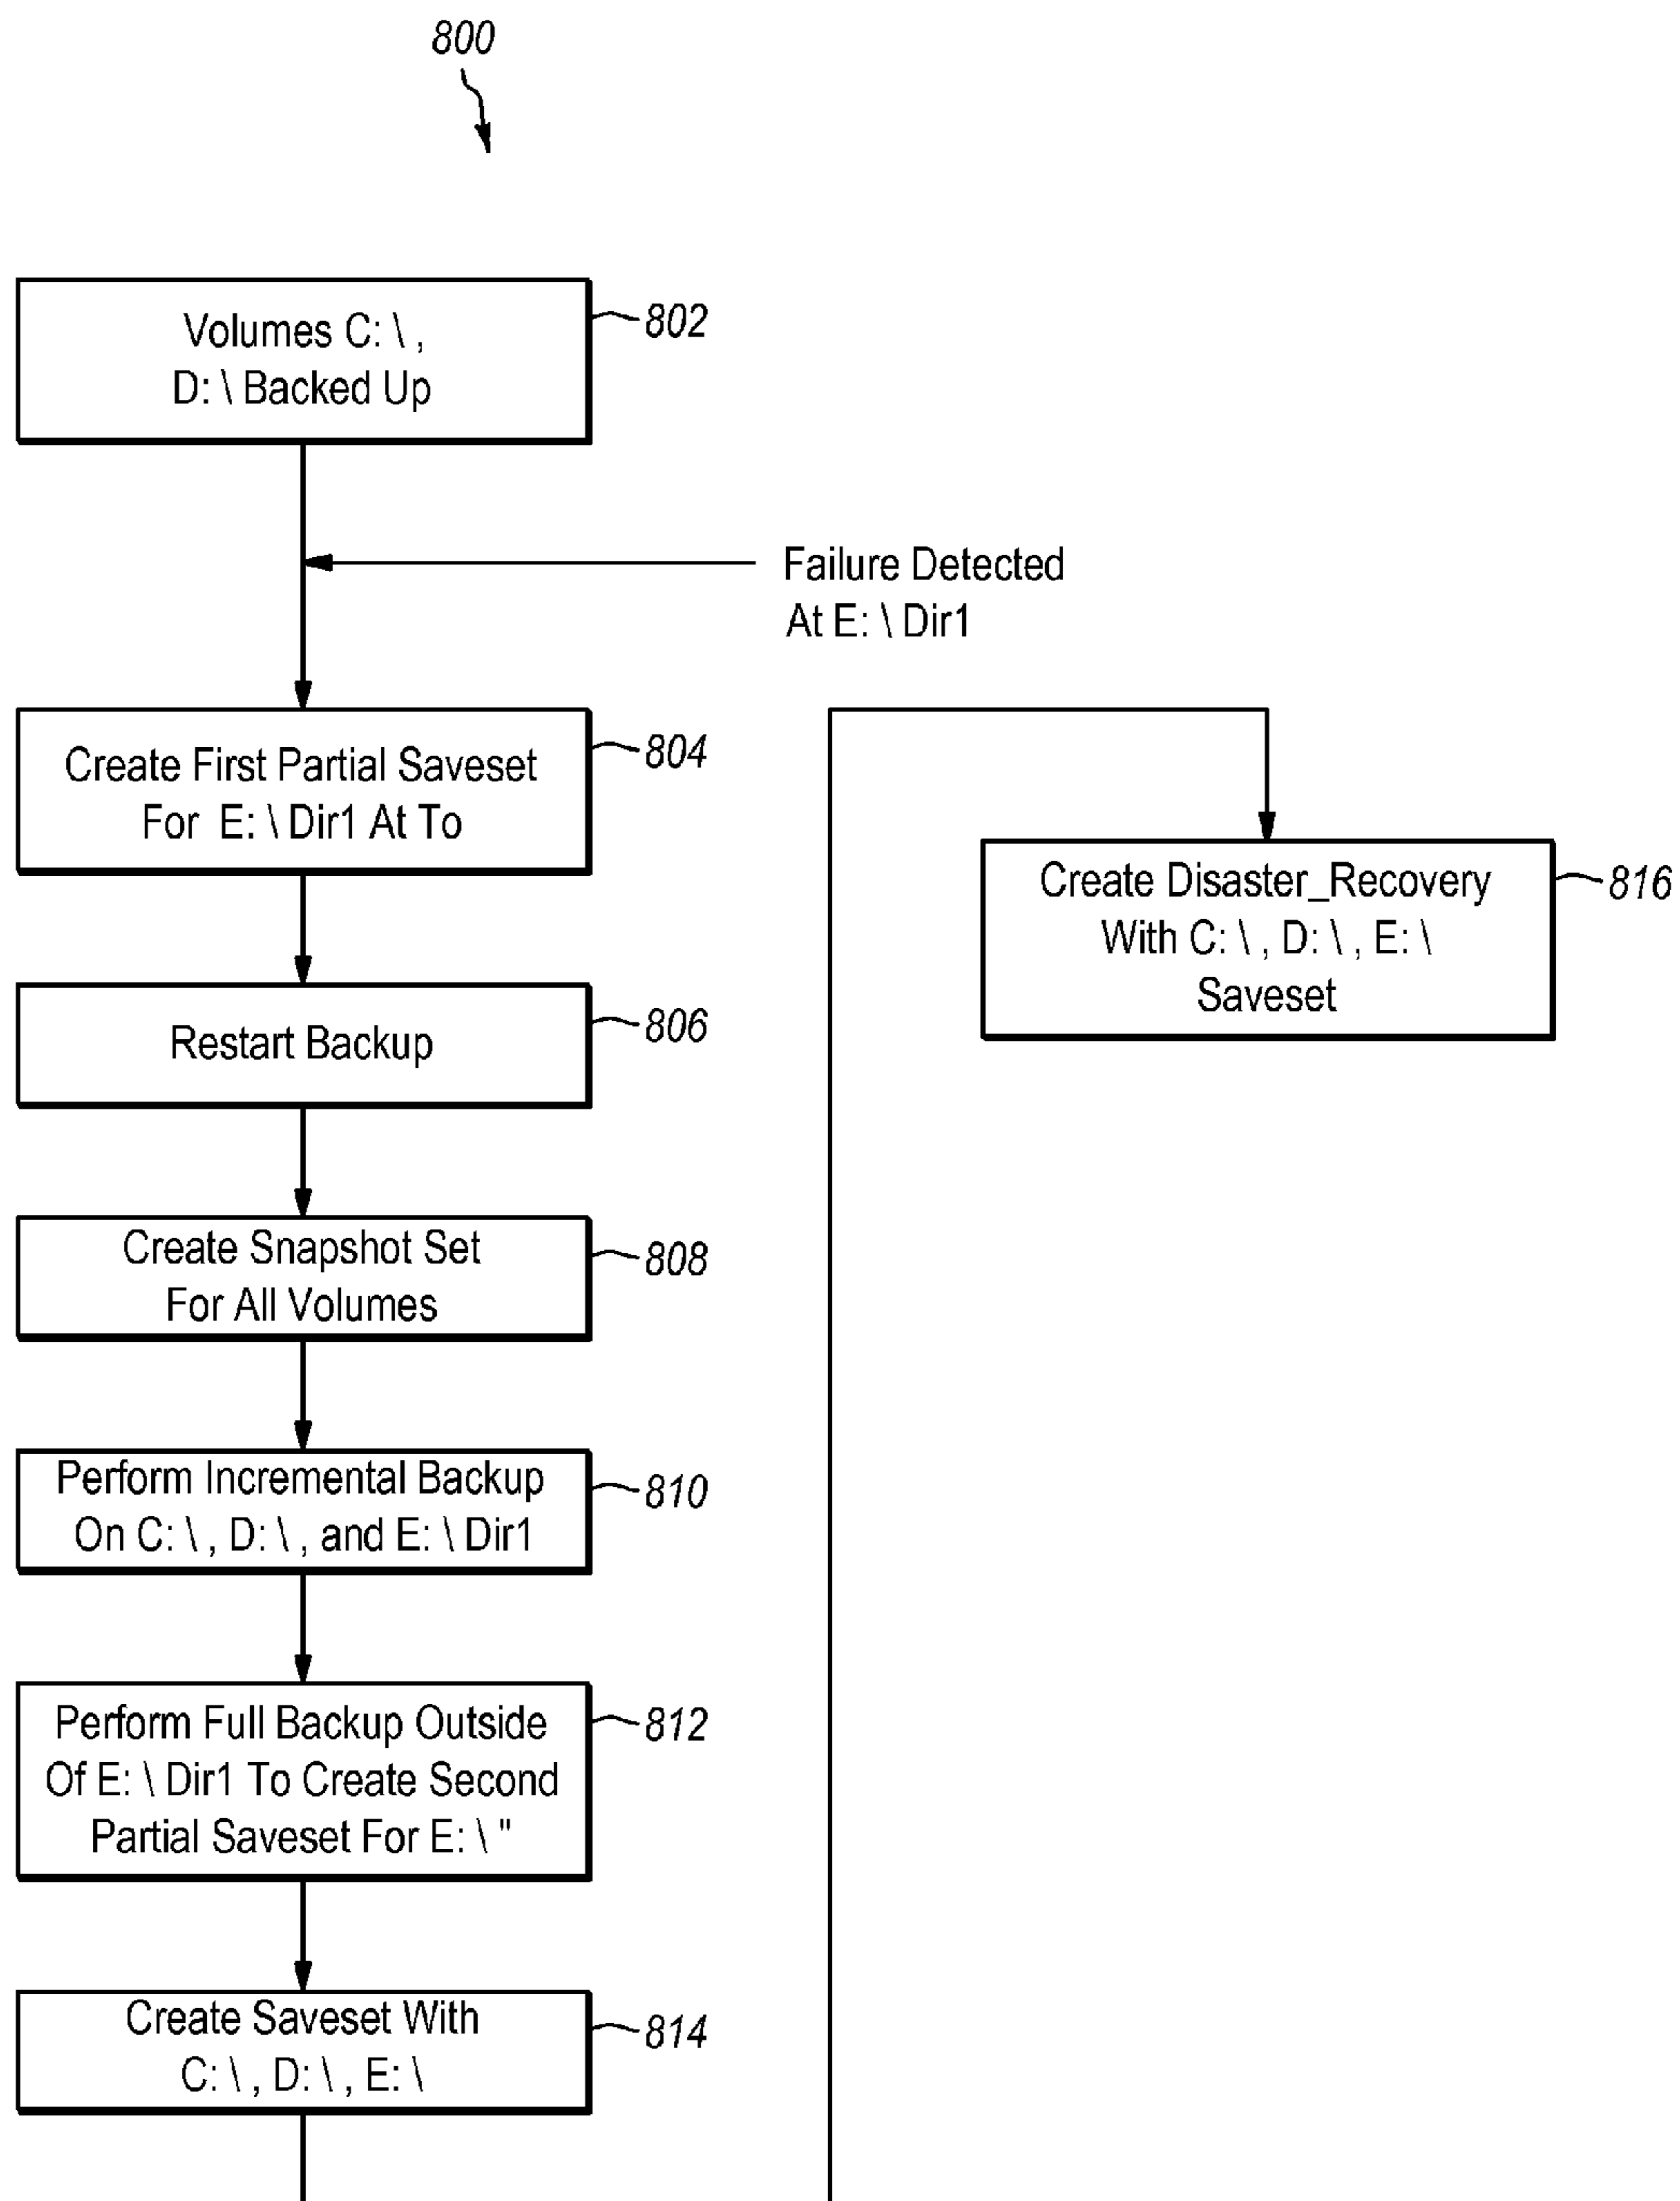 800
Volumes C: \ ,
D: \ Backed Up
802
Failure Detected
At E: \ Dir1
Create First Partial Saveset
For E: \ Dir1 At To
804
Restart Backup
806
Create Snapshot Set
For All Volumes
808
Perform Incremental Backup
On C: \ , D: \ , and E: \ Dir1
810
Perform Full Backup Outside
Of E: \ Dir1 To Create Second
Partial Saveset For E: \ "
812
Create Saveset With
C: \ , D: \ , E: \
814
Create Disaster_Recovery
With C: \ , D: \ , E: \
Saveset
816